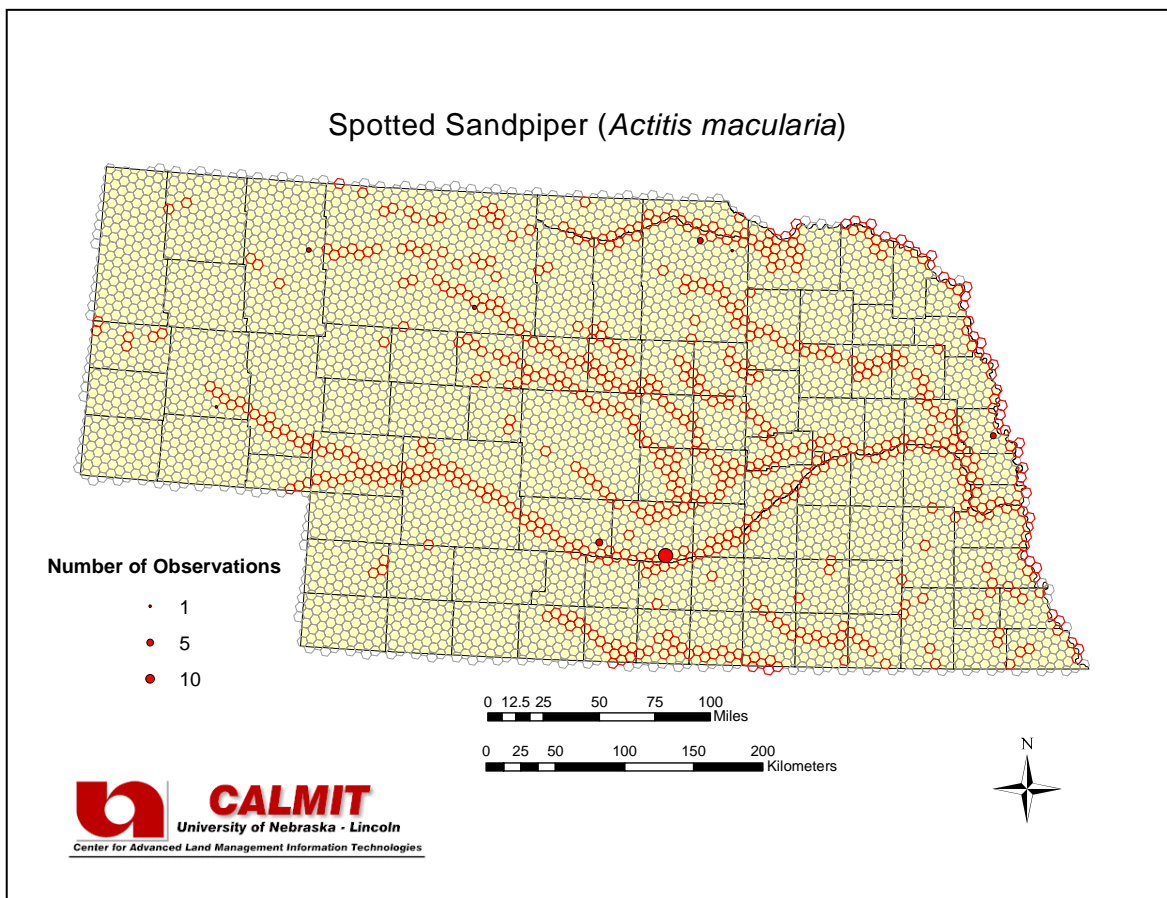 Spotted Sandpiper (Actitis macularia)
Number of Observations
1
5
10
0 12.5 25 50 75 100
Miles
0 25 50 100 150 200
Kilometers
N
CALMIT
University of Nebraska - Lincoln
Center for Advanced Land Management Information Technologies